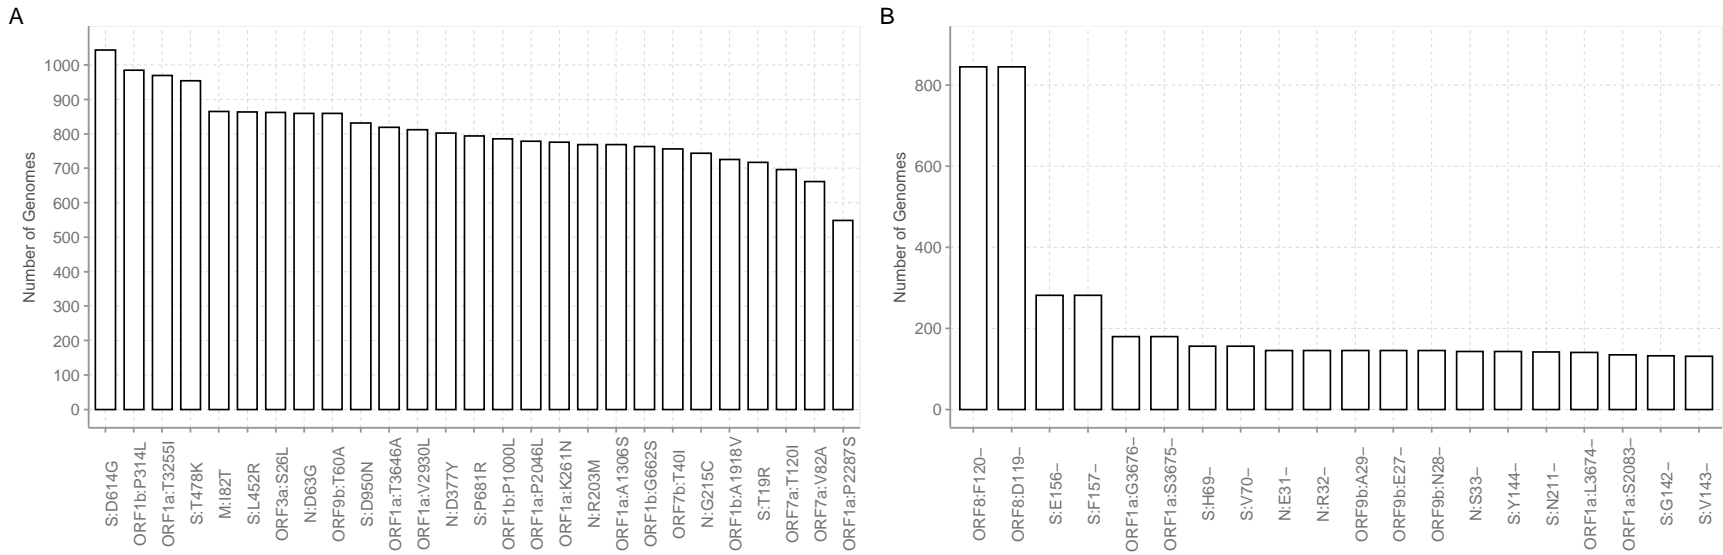 A
Number of Genomes
1000
900
800
700
600
500
400
300
200
100
0
S:D614G
ORF1b:P314L
ORF1a:T3255I
S:T478K
M:I82T
S:L452R
ORF3a:S26L
N:D63G
ORF9b:T60A
S:D950N
ORF1a:T3646A
ORF1a:V2930L
N:D377Y
S:P681R
ORF1b:P1000L
ORF1a:P2046L
ORF1a:K261N
N:R203M
ORF1a:A1306S
ORF1b:G662S
ORF7b:T40I
N:G215C
ORF1b:A1918V
S:T19R
ORF7a:T120I
ORF7a:V82A
ORF1a:P2287S
B
Number of Genomes
800
600
400
200
0
ORF8:F120–
ORF8:D119–
S:E156–
S:F157–
ORF1a:G3676–
ORF1a:S3675–
S:H69–
S:V70–
N:E31–
N:R32–
ORF9b:A29–
ORF9b:E27–
ORF9b:N28–
N:S33–
S:Y144–
S:N211–
ORF1a:L3674–
ORF1a:S2083–
S:G142–
S:V143–